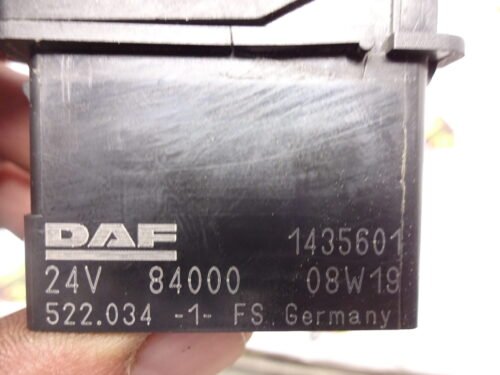 DAF 1435601
24V 84000 08W19
522.034 -1- FS Germany